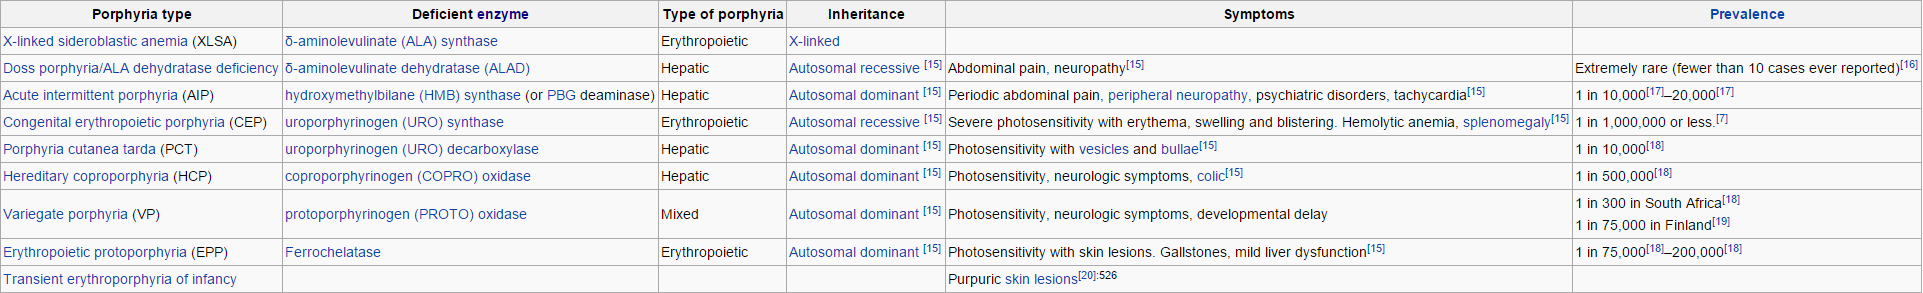 Porphyria type Deficient enzyme Type of porphyria Inheritance Symptoms Prevalence
X-linked sideroblastic anemia (XLSA) δ-aminolevulinate (ALA) synthase Erythropoietic X-linked
Doss porphyria/ALA dehydratase deficiency δ-aminolevulinate dehydratase (ALAD) Hepatic Autosomal recessive [15] Abdominal pain, neuropathy[15] Extremely rare (fewer than 10 cases ever reported)[16]
Acute intermittent porphyria (AIP) hydroxymethylbilane (HMB) synthase (or PBG deaminase) Hepatic Autosomal dominant [15] Periodic abdominal pain, peripheral neuropathy, psychiatric disorders, tachycardia[15] 1 in 10,000[17]–20,000[17]
Congenital erythropoietic porphyria (CEP) uroporphyrinogen (URO) synthase Erythropoietic Autosomal recessive [15] Severe photosensitivity with erythema, swelling and blistering. Hemolytic anemia, splenomegaly[15] 1 in 1,000,000 or less.[7]
Porphyria cutanea tarda (PCT) uroporphyrinogen (URO) decarboxylase Hepatic Autosomal dominant [15] Photosensitivity with vesicles and bullae[15] 1 in 10,000[18]
Hereditary coproporphyria (HCP) coproporphyrinogen (COPRO) oxidase Hepatic Autosomal dominant [15] Photosensitivity, neurologic symptoms, colic[15] 1 in 500,000[18]
Variegate porphyria (VP) protoporphyrinogen (PROTO) oxidase Mixed Autosomal dominant [15] Photosensitivity, neurologic symptoms, developmental delay 1 in 300 in South Africa[18]
1 in 75,000 in Finland[19]
Erythropoietic protoporphyria (EPP) Ferrochelatase Erythropoietic Autosomal dominant [15] Photosensitivity with skin lesions. Gallstones, mild liver dysfunction[15] 1 in 75,000[18]–200,000[18]
Transient erythroporphyria of infancy Purpuric skin lesions[20]:526